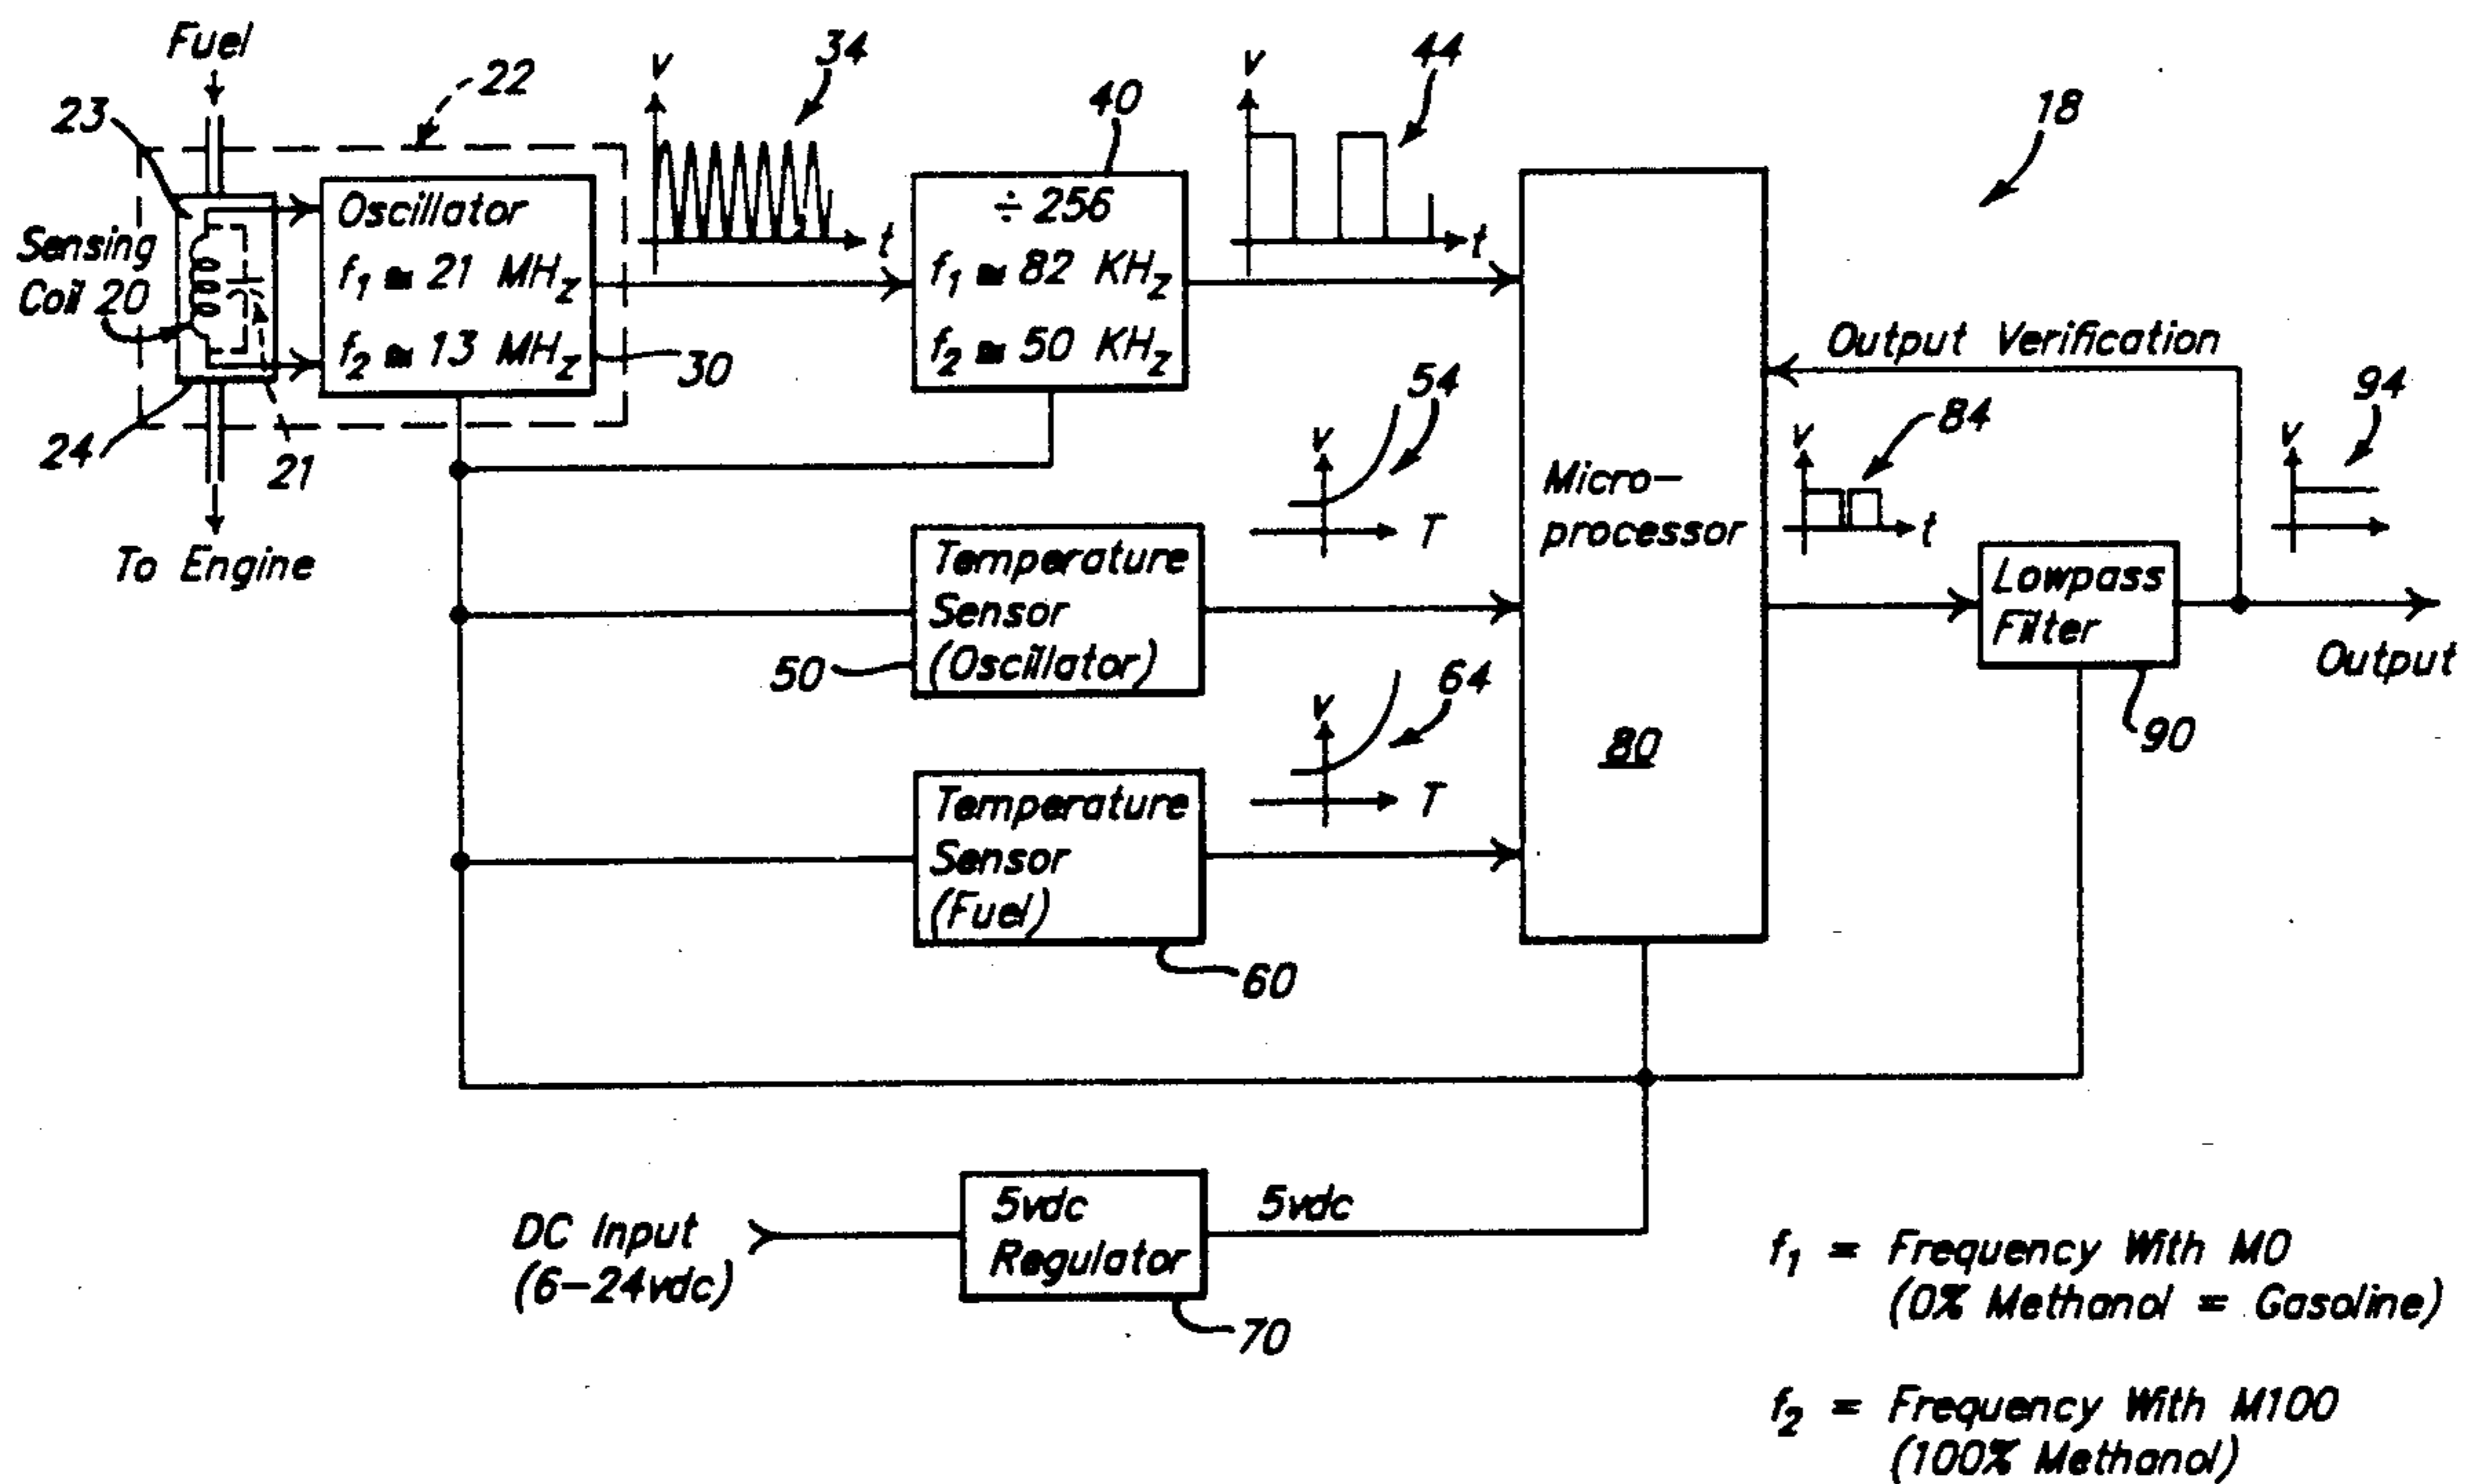 Fuel
23
22
v
34
40
v
44
18
Sensing
Coil 20
Oscillator
f1 ≅ 21 MHz
f2 ≅ 13 MHz
t
÷ 256
f1 ≅ 82 KHz
f2 ≅ 50 KHz
t
30
24
21
To Engine
54
v
T
Output Verification
84
v
t
94
v
Micro-
processor
80
Temperature
Sensor
(Oscillator)
50
Lowpass
Filter
90
Output
64
v
T
Temperature
Sensor
(Fuel)
60
DC Input
(6-24vdc)
5vdc
Regulator
70
5vdc
f1 = Frequency With M0
(0% Methanol = Gasoline)
f2 = Frequency With M100
(100% Methanol)